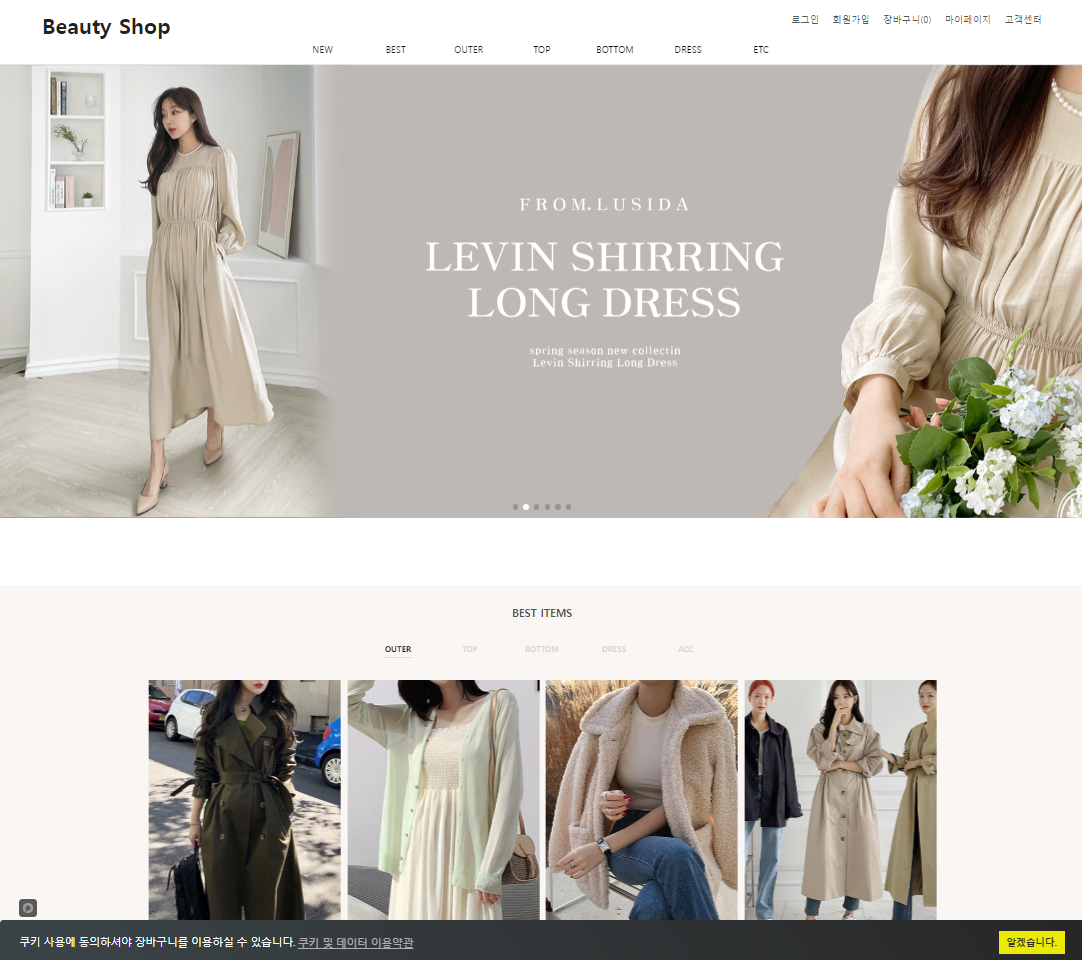 Beauty Shop
로그인 회원가입 장바구니(0) 마이페이지 고객센터
NEW BEST OUTER TOP BOTTOM DRESS ETC
FROM.LUSIDA
LEVIN SHIRRING
LONG DRESS
spring season new collectin
Levin Shirring Long Dress
BEST ITEMS
OUTER TOP BOTTOM DRESS ACC
쿠키 사용에 동의하셔야 장바구니를 이용하실 수 있습니다. 쿠키 및 데이터 이용약관
알겠습니다.